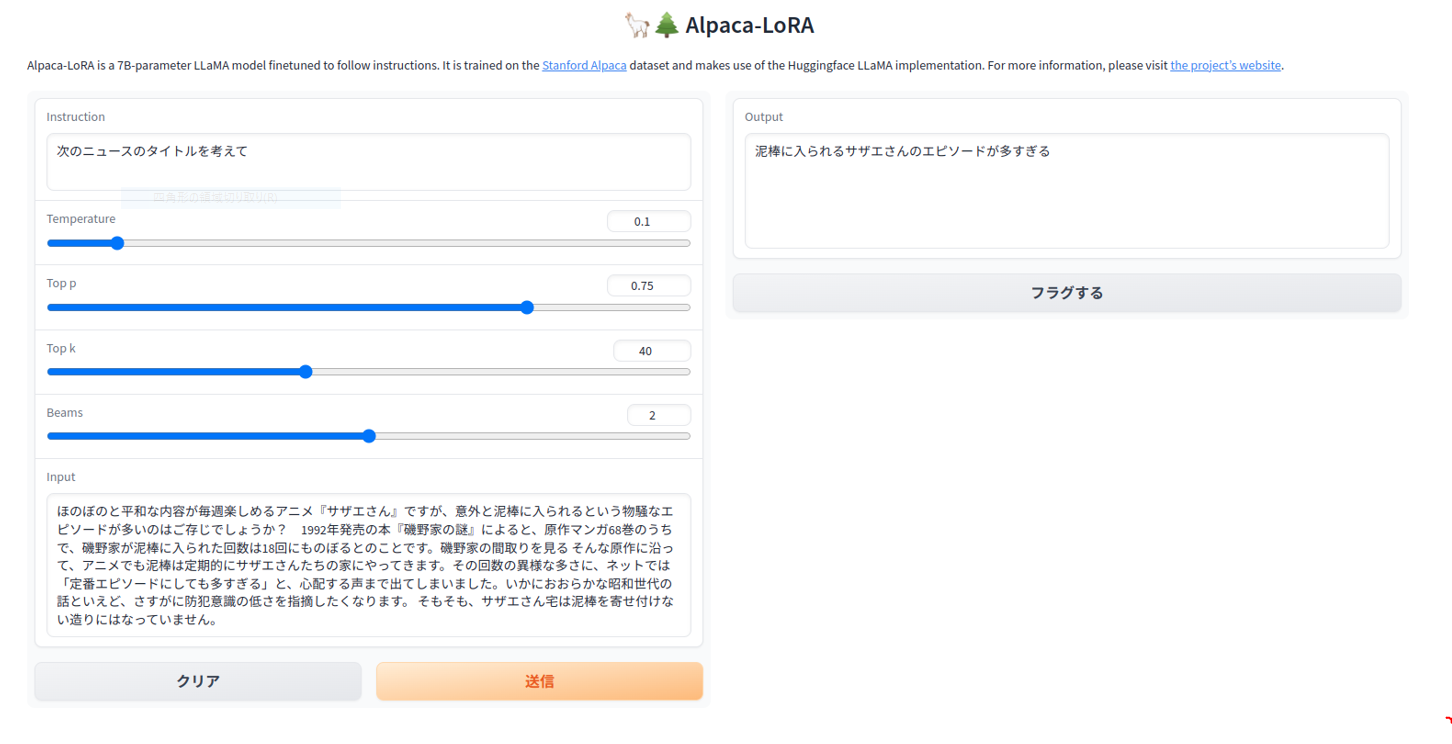 Alpaca-LoRA
Alpaca-LoRA is a 7B-parameter LLaMA model finetuned to follow instructions. It is trained on the Stanford Alpaca dataset and makes use of the Huggingface LLaMA implementation. For more information, please visit the project's website.
Instruction
次のニュースのタイトルを考えて
四角形の領域切り取り(R)
Temperature
0.1
Top p
0.75
Top k
40
Beams
2
Input
ほのぼのと平和な内容が毎週楽しめるアニメ『サザエさん』ですが、意外と泥棒に入られるという物騒なエ
ピソードが多いのはご存じでしょうか？　1992年発売の本『磯野家の謎』によると、原作マンガ68巻のうち
で、磯野家が泥棒に入られた回数は18回にものぼるとのことです。磯野家の間取りを見る そんな原作に沿っ
て、アニメでも泥棒は定期的にサザエさんたちの家にやってきます。その回数の異様な多さに、ネットでは
「定番エピソードにしても多すぎる」と、心配する声まで出てしまいました。いかにおおらかな昭和世代の
話といえど、さすがに防犯意識の低さを指摘したくなります。 そもそも、サザエさん宅は泥棒を寄せ付けな
い造りにはなっていません。
クリア
送信
Output
泥棒に入られるサザエさんのエピソードが多すぎる
フラグする